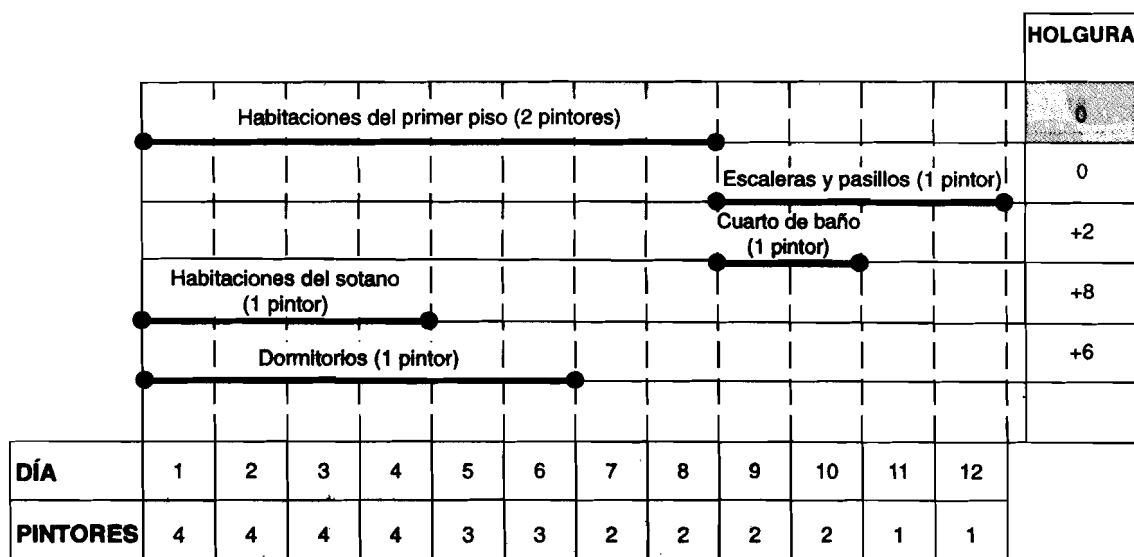 HOLGURA
Habitaciones del primer piso (2 pintores)
0
Escaleras y pasillos (1 pintor)
0
Cuarto de baño
(1 pintor)
+2
Habitaciones del sotano
(1 pintor)
+8
Dormitorios (1 pintor)
+6
DÍA 1 2 3 4 5 6 7 8 9 10 11 12
PINTORES 4 4 4 4 3 3 2 2 2 2 1 1